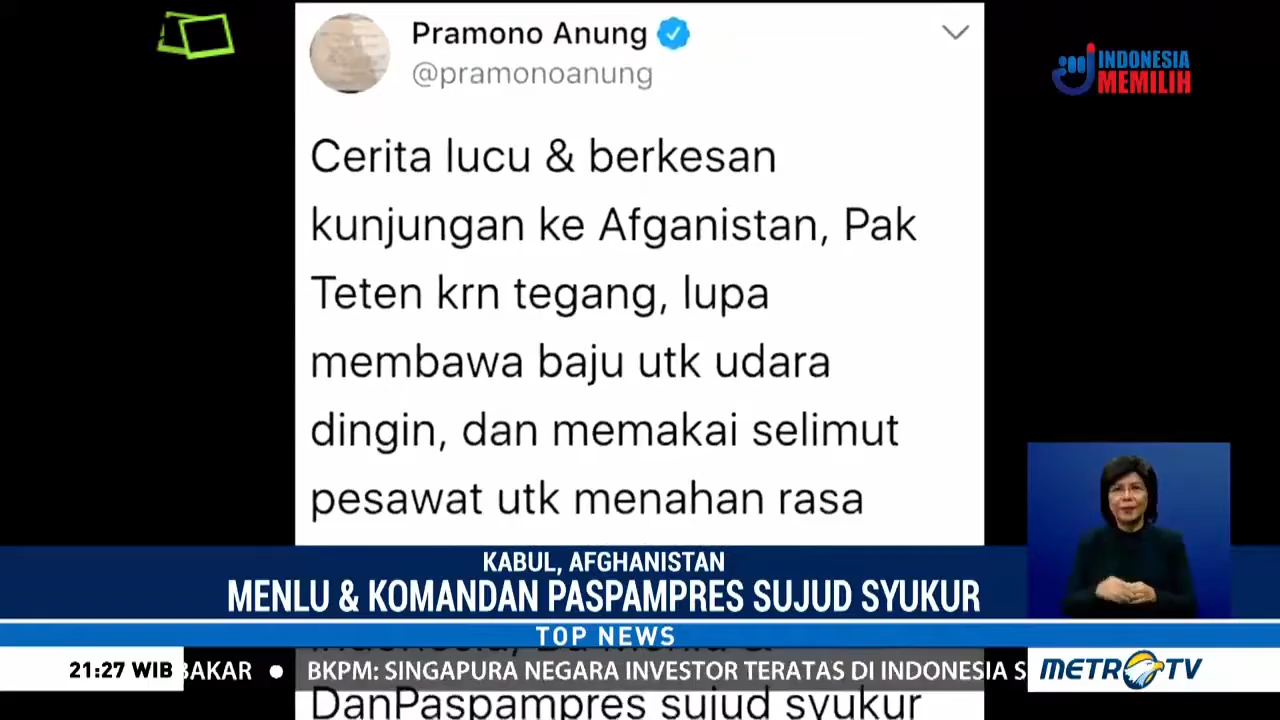 Pramono Anung
@pramonoanung
INDONESIA
MEMILIH
Cerita lucu & berkesan
kunjungan ke Afganistan, Pak
Teten krn tegang, lupa
membawa baju utk udara
dingin, dan memakai selimut
pesawat utk menahan rasa
KABUL, AFGHANISTAN
MENLU & KOMANDAN PASPAMPRES SUJUD SYUKUR
TOP NEWS
21:27 WIB BAKAR ● BKPM: SINGAPURA NEGARA INVESTOR TERATAS DI INDONESIA S
METRO TV
DanPaspampres sujud syukur